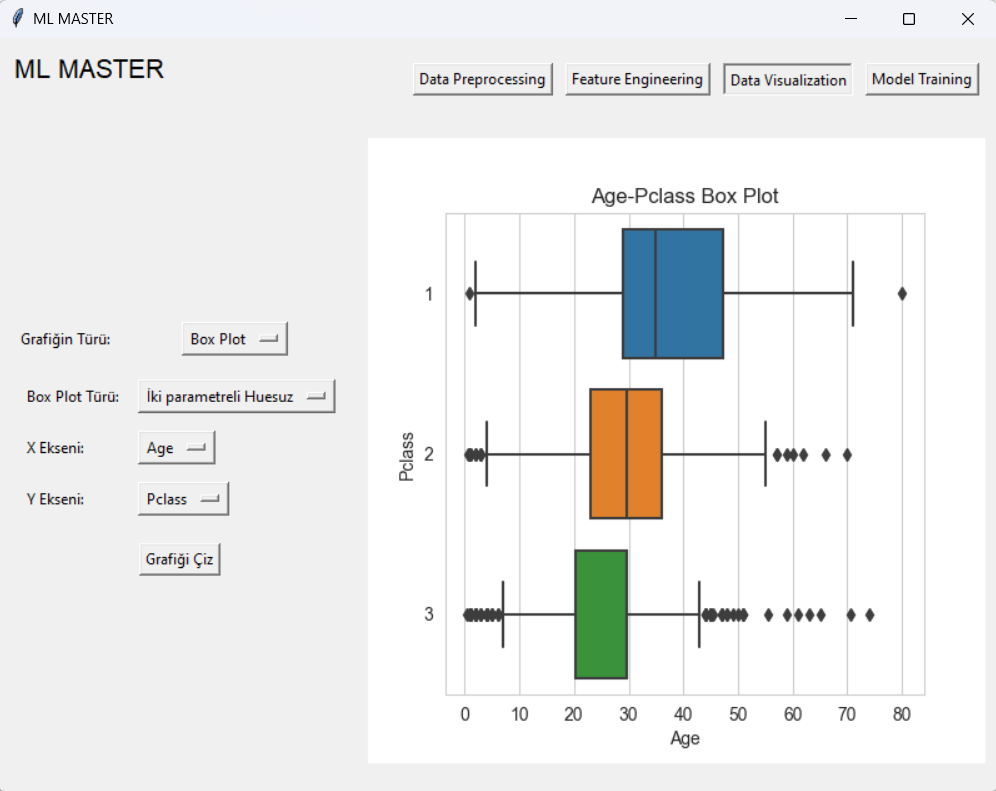 ML MASTER
ML MASTER
Data Preprocessing
Feature Engineering
Data Visualization
Model Training
Grafiğin Türü:
Box Plot
Box Plot Türü:
İki parametreli Huesuz
X Ekseni:
Age
Y Ekseni:
Pclass
Grafiği Çiz
Age-Pclass Box Plot
Pclass
1
2
3
0 10 20 30 40 50 60 70 80
Age